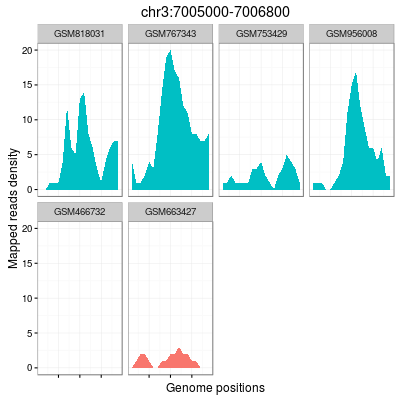 chr3:7005000-7006800
GSM818031 GSM767343 GSM753429 GSM956008
20
15
10
5
0
GSM466732 GSM663427
20
15
10
5
0
Mapped reads density
Genome positions